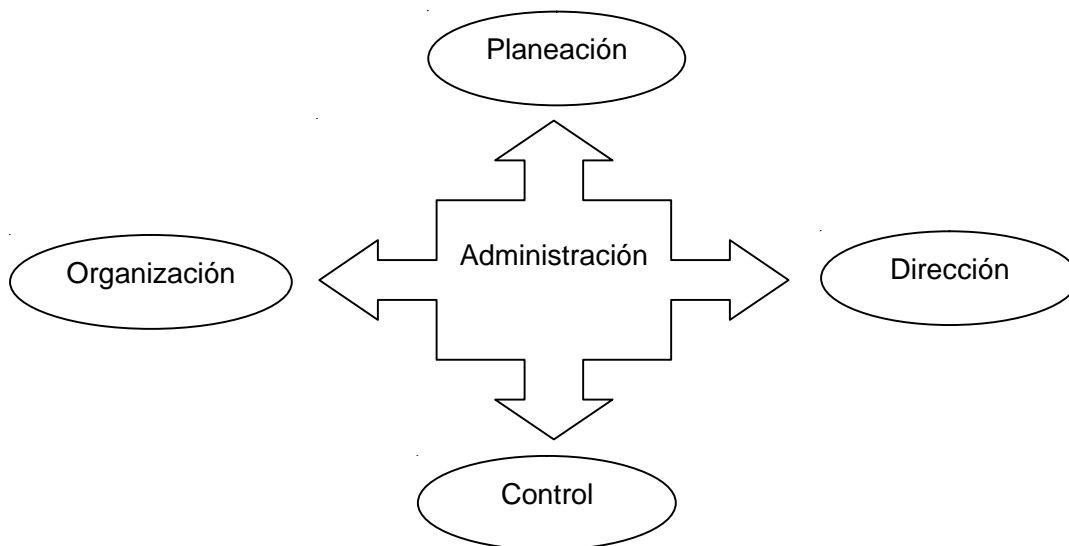 Planeación
Administración
Organización
Dirección
Control